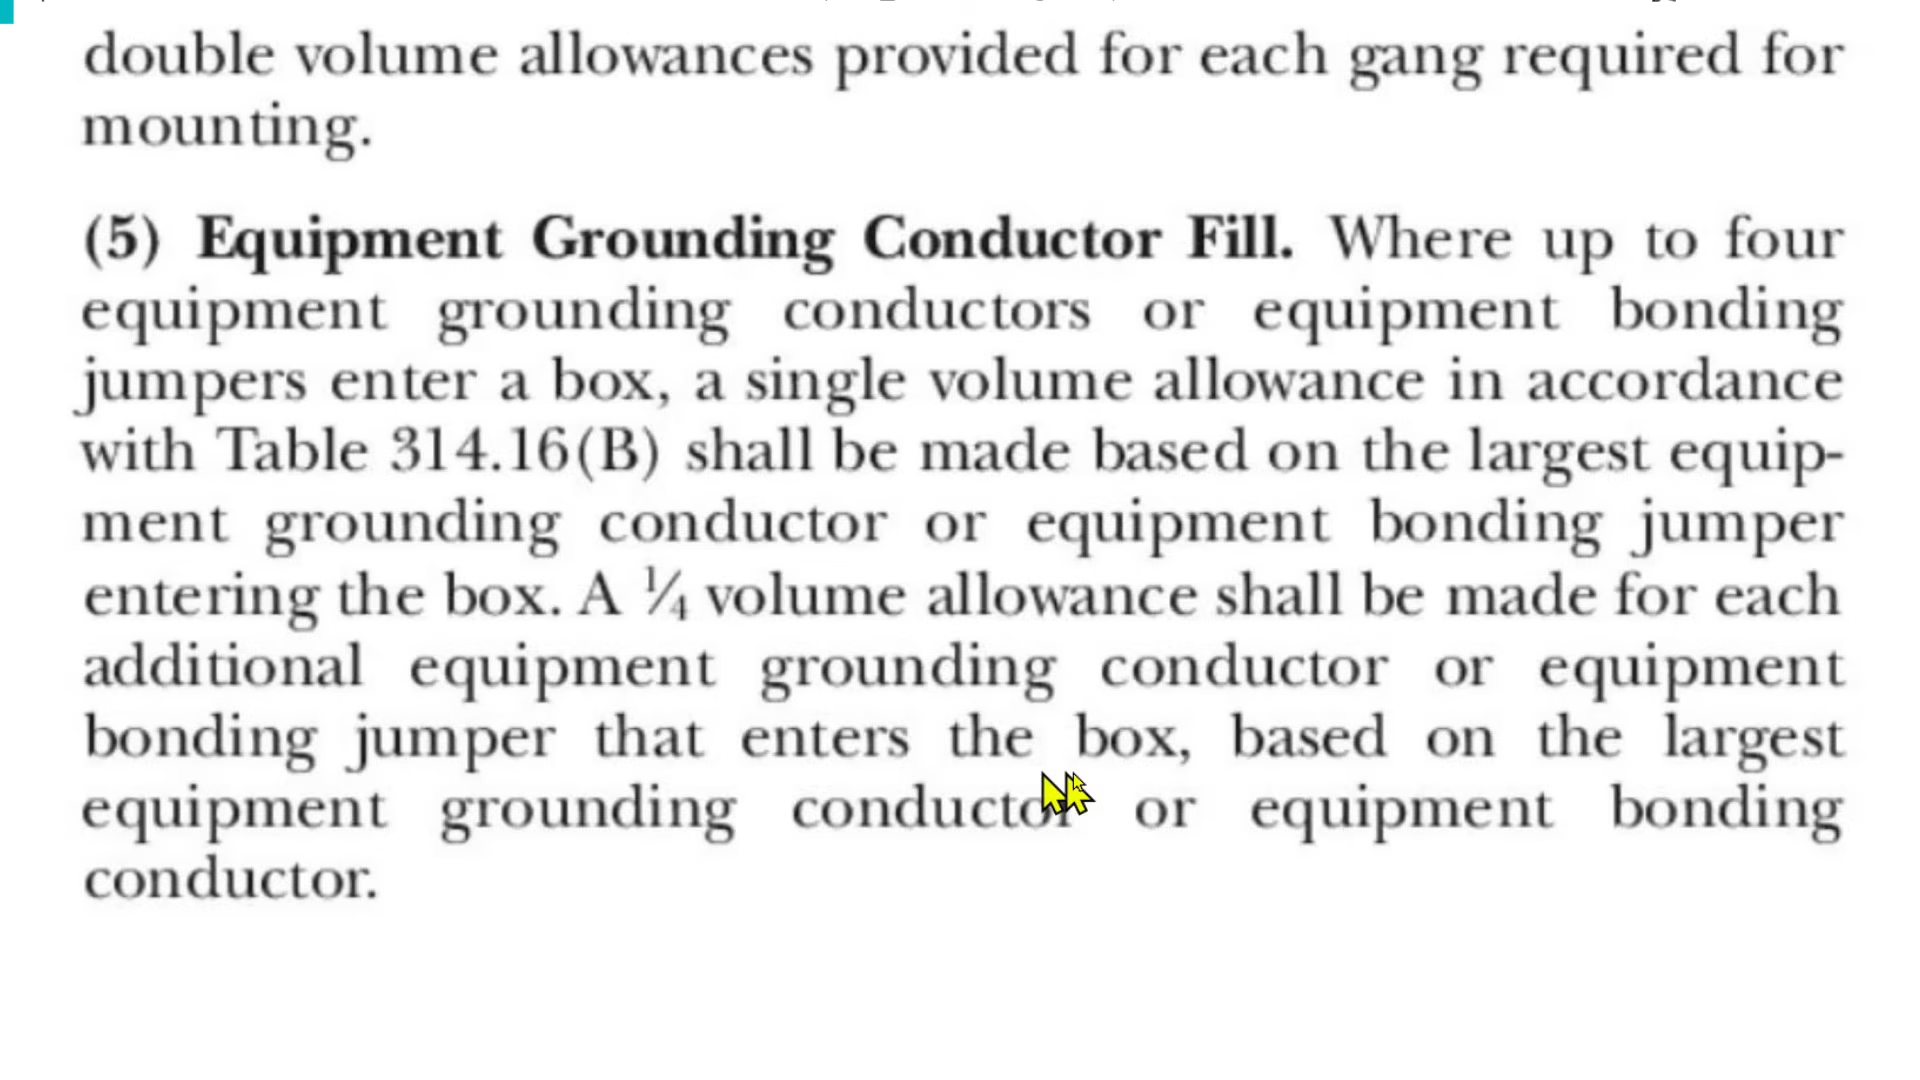 double volume allowances provided for each gang required for
mounting.
(5) Equipment Grounding Conductor Fill. Where up to four
equipment grounding conductors or equipment bonding
jumpers enter a box, a single volume allowance in accordance
with Table 314.16(B) shall be made based on the largest equip-
ment grounding conductor or equipment bonding jumper
entering the box. A ¼ volume allowance shall be made for each
additional equipment grounding conductor or equipment
bonding jumper that enters the box, based on the largest
equipment grounding conductor or equipment bonding
conductor.